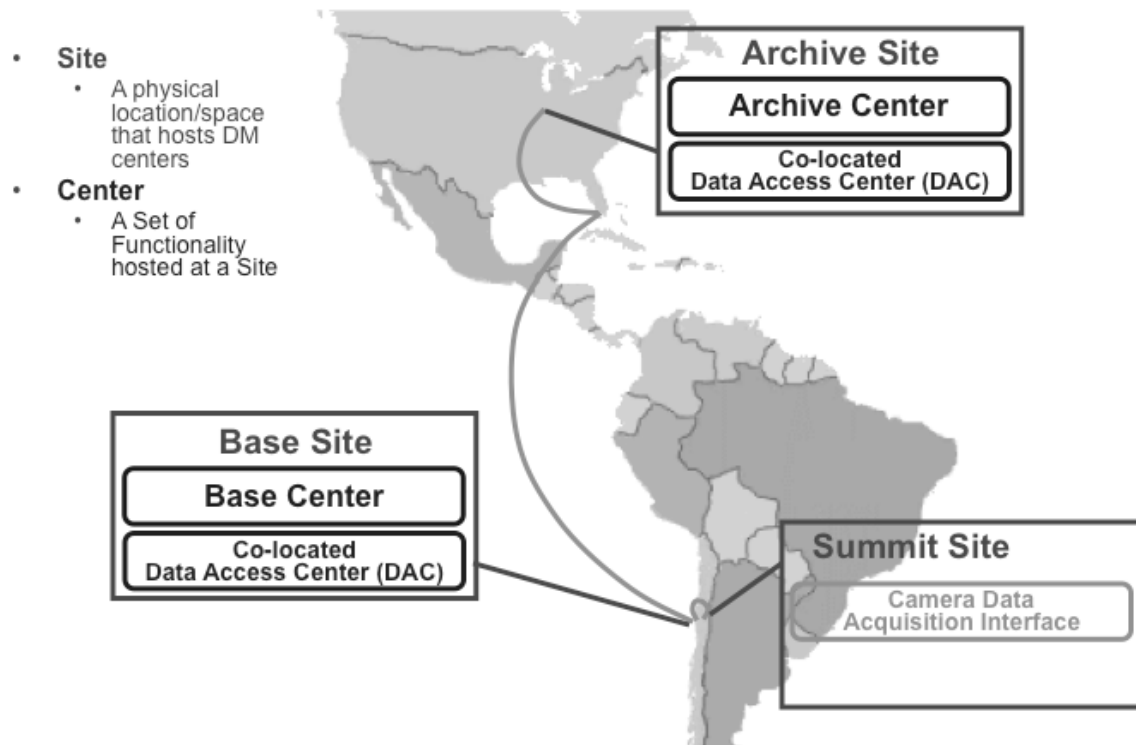 • Site
• A physical
location/space
that hosts DM
centers
• Center
• A Set of
Functionality
hosted at a Site
Archive Site
Archive Center
Co-located
Data Access Center (DAC)
Base Site
Base Center
Co-located
Data Access Center (DAC)
Summit Site
Camera Data
Acquisition Interface